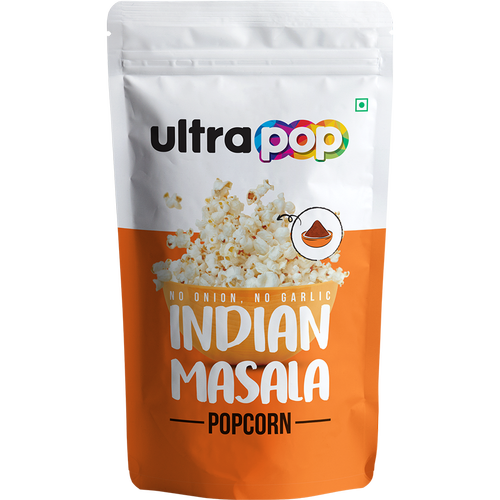 ultrapop
NO ONION, NO GARLIC
INDIAN
MASALA
POPCORN